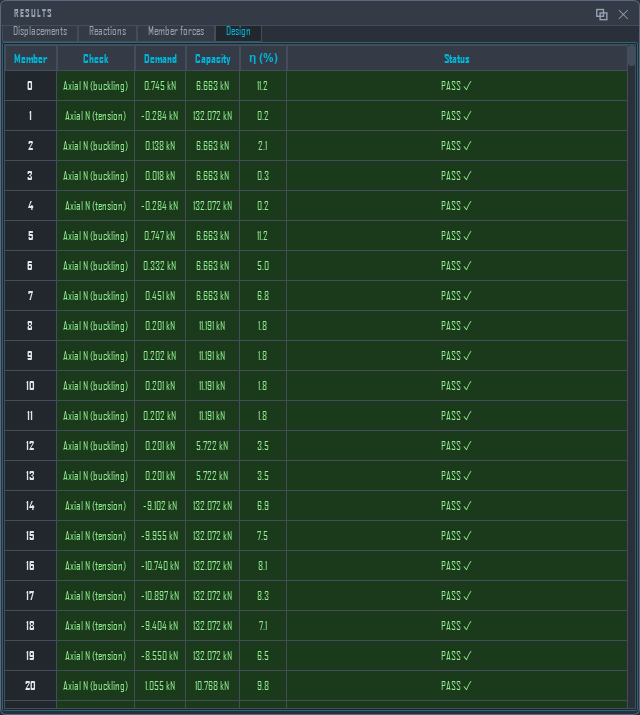 RESULTS
Displacements Reactions Member forces Design
Member Check Demand Capacity η (%) Status
0 Axial N (buckling) 0.745 kN 6.663 kN 11.2 PASS ✓
1 Axial N (tension) -0.284 kN 132.072 kN 0.2 PASS ✓
2 Axial N (buckling) 0.138 kN 6.663 kN 2.1 PASS ✓
3 Axial N (buckling) 0.018 kN 6.663 kN 0.3 PASS ✓
4 Axial N (tension) -0.284 kN 132.072 kN 0.2 PASS ✓
5 Axial N (buckling) 0.747 kN 6.663 kN 11.2 PASS ✓
6 Axial N (buckling) 0.332 kN 6.663 kN 5.0 PASS ✓
7 Axial N (buckling) 0.451 kN 6.663 kN 6.8 PASS ✓
8 Axial N (buckling) 0.201 kN 11.191 kN 1.8 PASS ✓
9 Axial N (buckling) 0.202 kN 11.191 kN 1.8 PASS ✓
10 Axial N (buckling) 0.201 kN 11.191 kN 1.8 PASS ✓
11 Axial N (buckling) 0.202 kN 11.191 kN 1.8 PASS ✓
12 Axial N (buckling) 0.201 kN 5.722 kN 3.5 PASS ✓
13 Axial N (buckling) 0.201 kN 5.722 kN 3.5 PASS ✓
14 Axial N (tension) -9.102 kN 132.072 kN 6.9 PASS ✓
15 Axial N (tension) -9.955 kN 132.072 kN 7.5 PASS ✓
16 Axial N (tension) -10.740 kN 132.072 kN 8.1 PASS ✓
17 Axial N (tension) -10.897 kN 132.072 kN 8.3 PASS ✓
18 Axial N (tension) -9.404 kN 132.072 kN 7.1 PASS ✓
19 Axial N (tension) -8.550 kN 132.072 kN 6.5 PASS ✓
20 Axial N (buckling) 1.055 kN 10.768 kN 9.8 PASS ✓